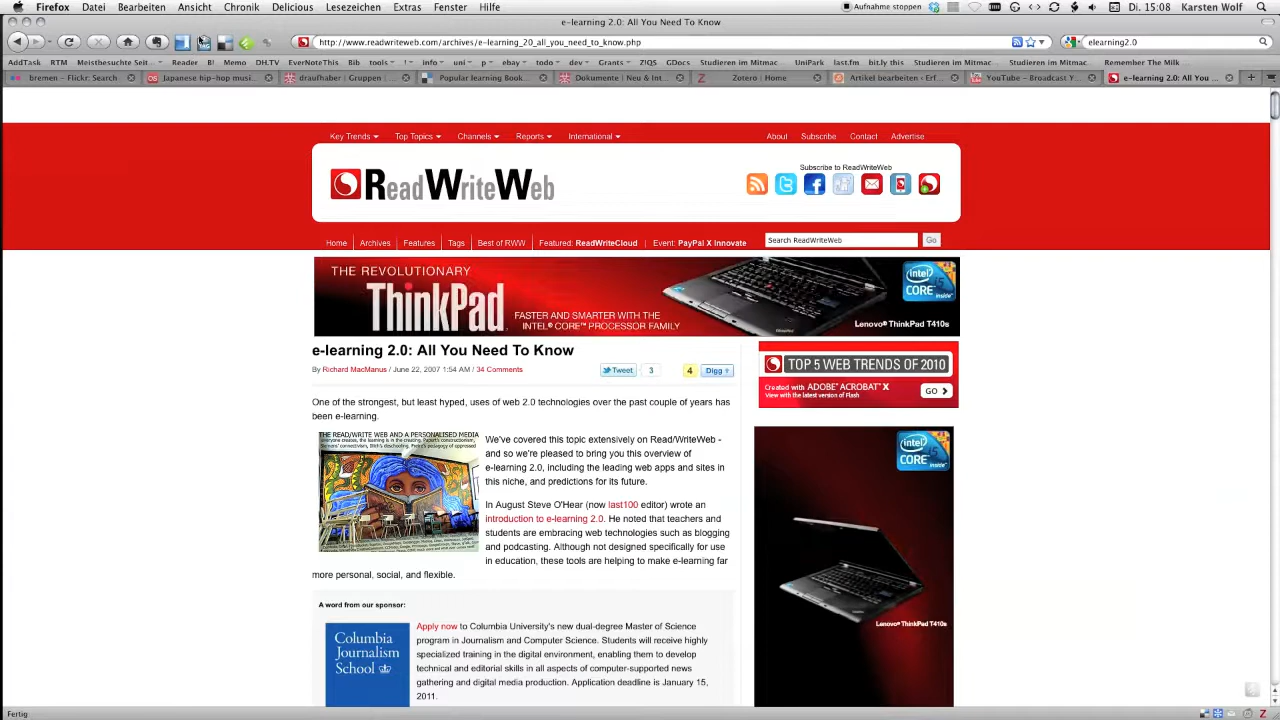 Firefox Datei Bearbeiten Ansicht Chronik Delicious Lesezeichen Extras Fenster Hilfe
Aufnahme stoppen
Di. 15:08 Karsten Wolf
e-learning 2.0: All You Need To Know
http://www.readwriteweb.com/archives/e-learning_20_all_you_need_to_know.php
elearning2.0
AddTask RTM Meistbesuchte Seit... Reader B! Memo DH.TV EverNoteThis Bib tools info uni p ebay todo dev Grants Z!QS GDocs Studieren im Mitmac... UniPark last.fm bit.ly this Studieren im Mitmac... Studieren im Mitmac... Remember The Milk
bremen - Flickr: Search
Japanese hip-hop musi...
draufhaber | Gruppen |...
Popular learning Book...
Dokumente | Neu & Int...
Zotero | Home
Artikel bearbeiten ‹ Erf...
YouTube - Broadcast Y...
e-learning 2.0: All You ...
Key Trends Top Topics Channels Reports International
About Subscribe Contact Advertise
ReadWriteWeb
Subscribe to ReadWriteWeb
Home Archives Features Tags Best of RWW Featured: ReadWriteCloud | Event: PayPal X Innovate
Search ReadWriteWeb
Go
THE REVOLUTIONARY
ThinkPad.
FASTER AND SMARTER WITH THE
INTEL® CORE™ PROCESSOR FAMILY
intel
CORE i5
inside™
Lenovo® ThinkPad T410s
e-learning 2.0: All You Need To Know
By Richard MacManus / June 22, 2007 1:54 AM / 34 Comments
Tweet 3
4 Digg
TOP 5 WEB TRENDS OF 2010
Created with ADOBE® ACROBAT® X
View with the latest version of Flash
GO
One of the strongest, but least hyped, uses of web 2.0 technologies over the past couple of years has
been e-learning.
THE READ/WRITE WEB AND A PERSONALISED MEDIA
We've covered this topic extensively on Read/WriteWeb -
and so we're pleased to bring you this overview of
e-learning 2.0, including the leading web apps and sites in
this niche, and predictions for its future.
In August Steve O'Hear (now last100 editor) wrote an
introduction to e-learning 2.0. He noted that teachers and
students are embracing web technologies such as blogging
and podcasting. Although not designed specifically for use
in education, these tools are helping to make e-learning far
more personal, social, and flexible.
intel
CORE
inside™
Lenovo® ThinkPad T410s
A word from our sponsor:
Columbia
Journalism
School
Apply now to Columbia University's new dual-degree Master of Science
program in Journalism and Computer Science. Students will receive highly
specialized training in the digital environment, enabling them to develop
technical and editorial skills in all aspects of computer-supported news
gathering and digital media production. Application deadline is January 15,
2011.
Fertig